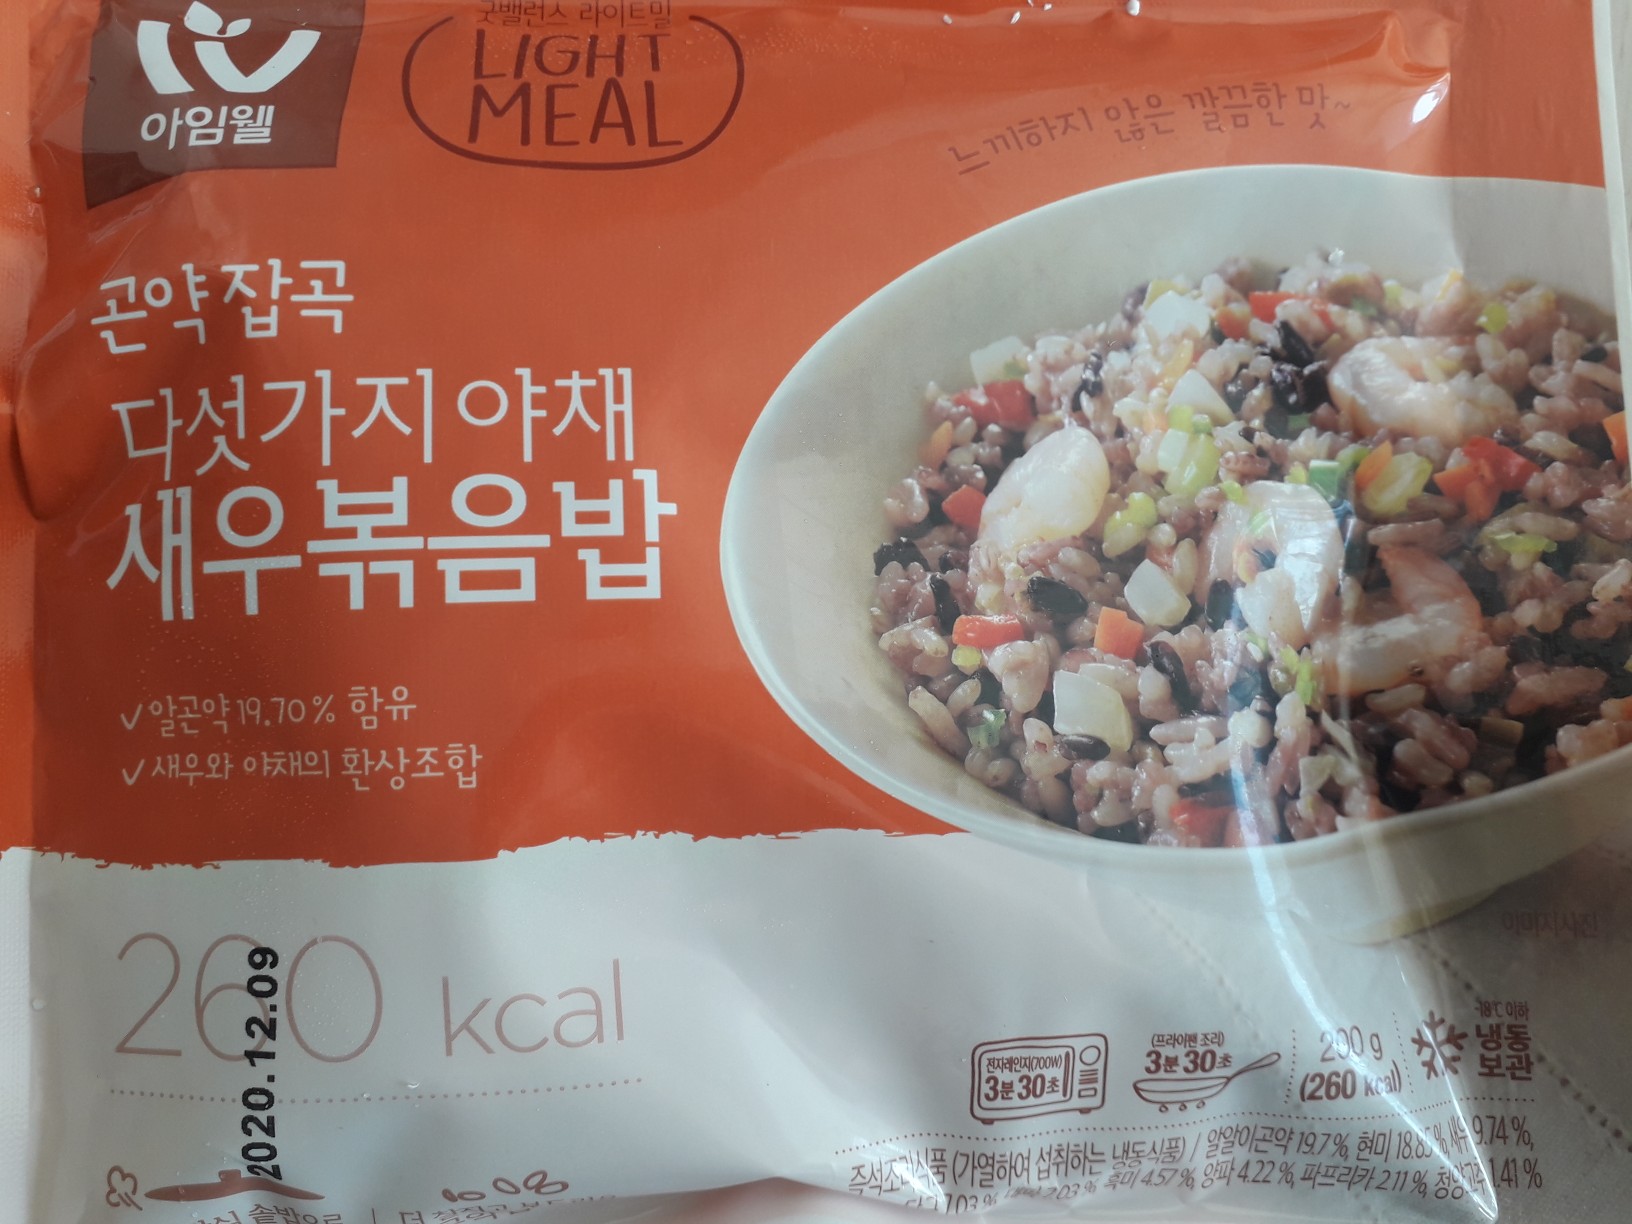 아임웰
굿밸런스 라이트밀
LIGHT
MEAL
느끼하지 않은 깔끔한 맛~
곤약 잡곡
다섯가지 야채
새우볶음밥
✓ 알곤약 19.70% 함유
✓ 새우와 야채의 환상조합
260 kcal
2020.12.09
이미지사진
전자레인지(700W)
3분 30초
(프라이팬 조리)
3분 30초
200 g
(260 kcal)
-18℃ 이하
냉동
보관
즉석조리식품 (가열하여 섭취하는 냉동식품) / 알알이곤약 19.7 %, 현미 18.85 %, 새우 9.74 %,
흑미 4.57 %, 양파 4.22 %, 파프리카 2.11 %, 청양고추 1.41 %
솥밥으로